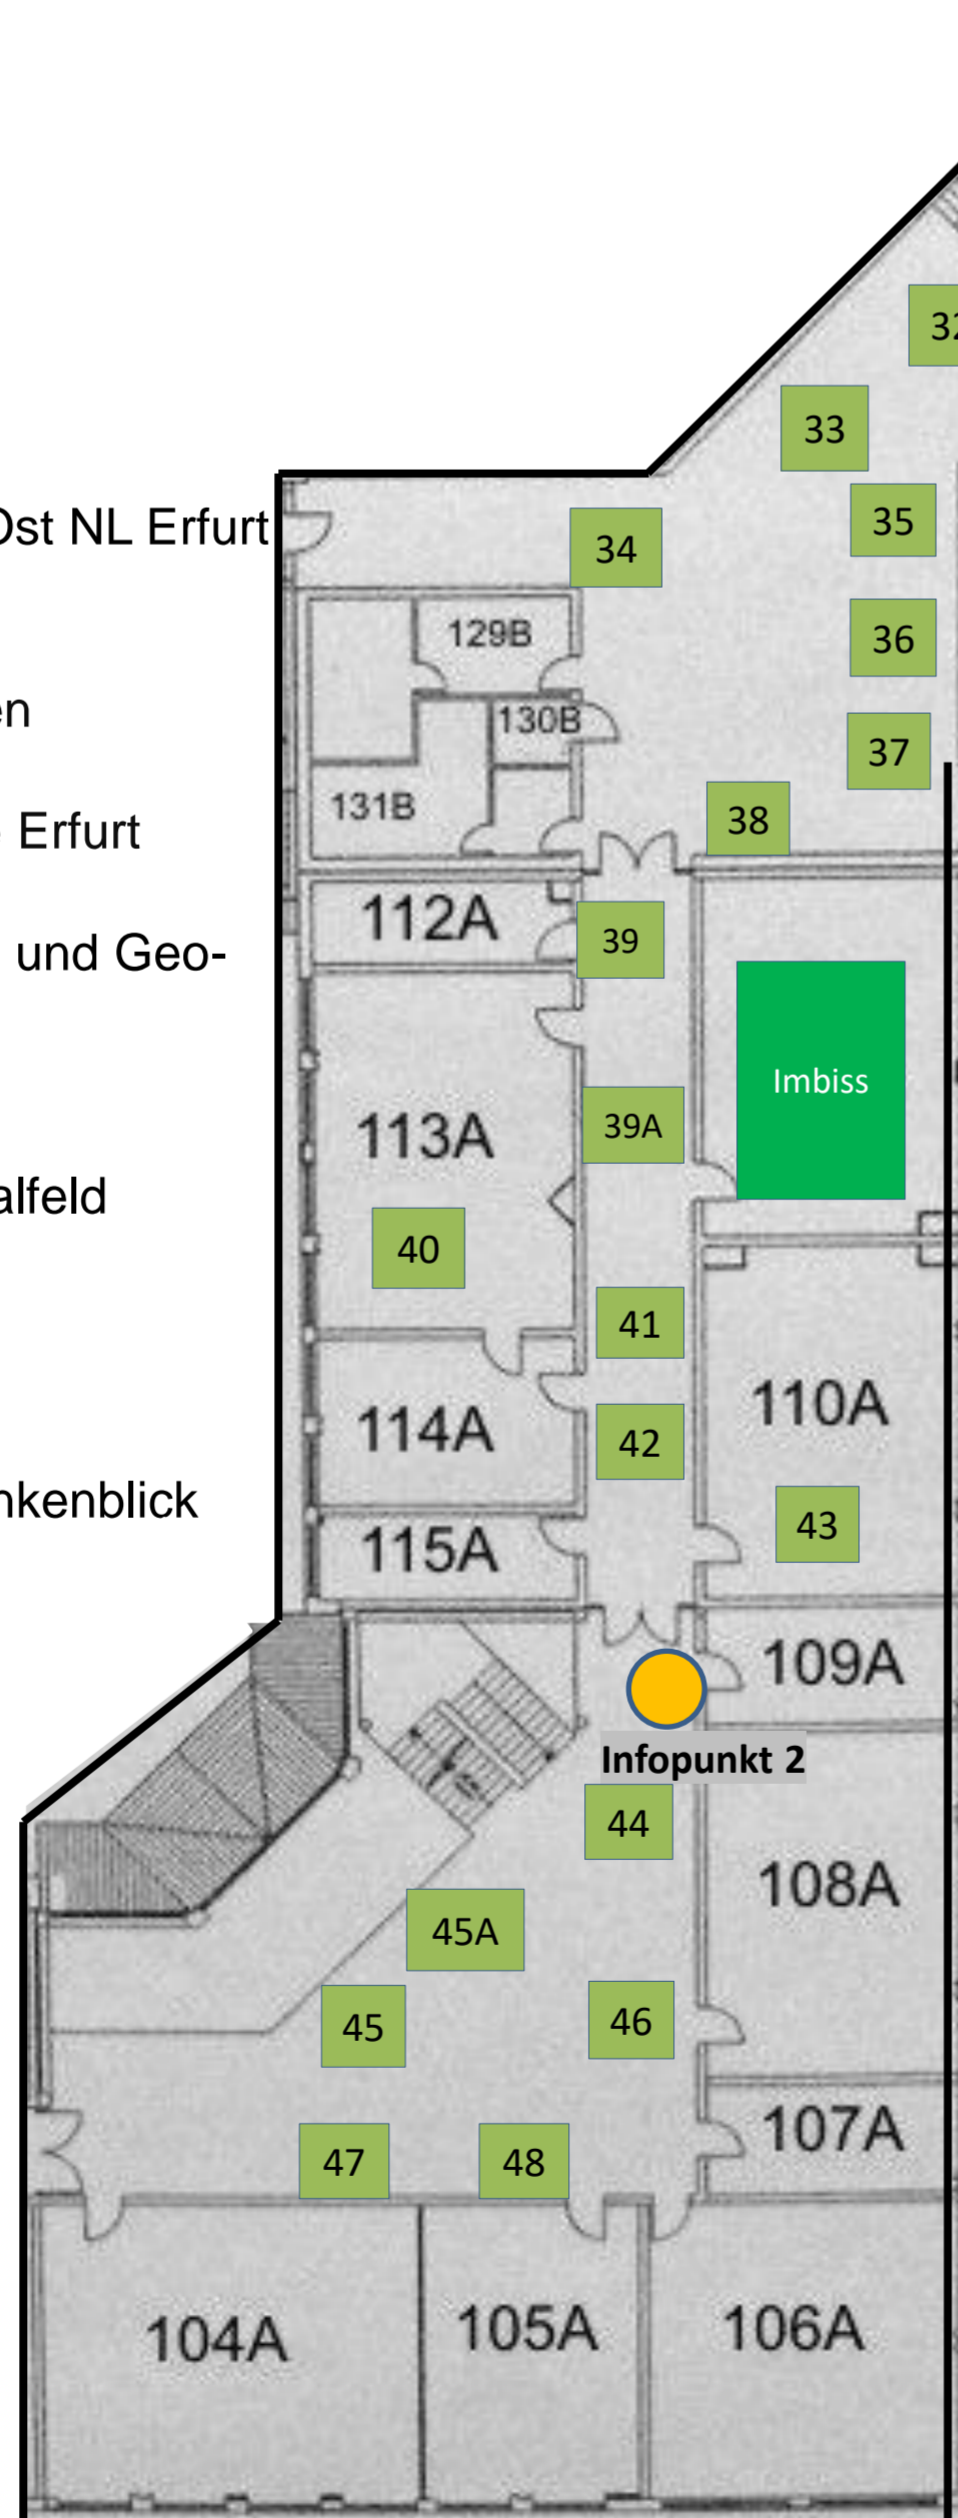 32
33
Ost NL Erfurt
34
35
129B
36
en
130B
37
131B
38
Erfurt
112A
39
und Geo-
Imbiss
113A
39A
alfeld
40
41
110A
114A
42
nkenblick
43
115A
109A
Infopunkt 2
44
108A
45A
45
46
107A
47
48
104A
105A
106A